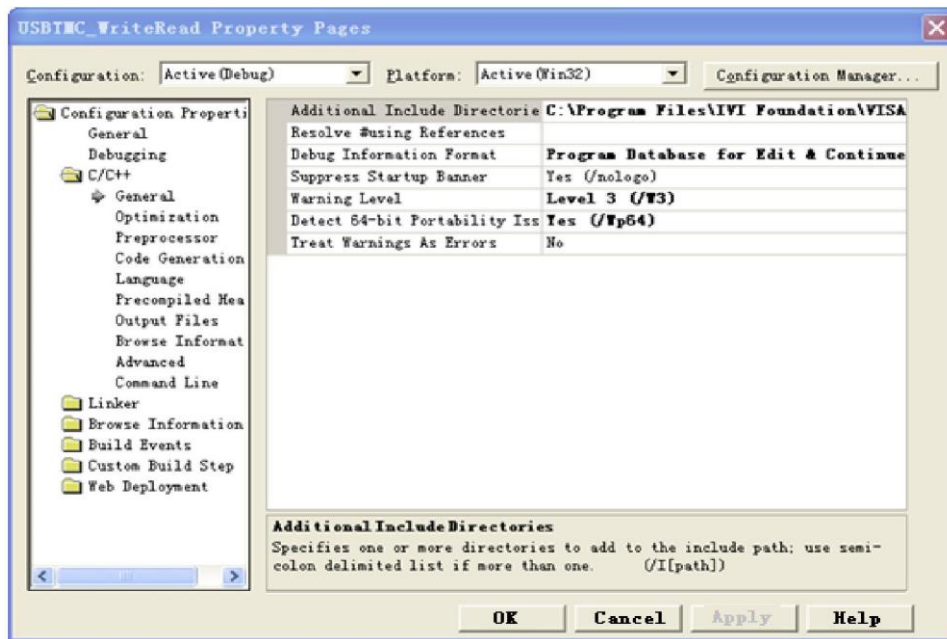 USBTMC_WriteRead Property Pages
Configuration: Active(Debug) Platform: Active(Win32) Configuration Manager...
Configuration Properti
General
Debugging
C/C++
General
Optimization
Preprocessor
Code Generation
Language
Precompiled Hea
Output Files
Browse Informat
Advanced
Command Line
Linker
Browse Information
Build Events
Custom Build Step
Web Deployment
Additional Include Directorie C:\Program Files\IVI Foundation\VISA
Resolve #using References
Debug Information Format Program Database for Edit & Continue
Suppress Startup Banner Yes (/nologo)
Warning Level Level 3 (/W3)
Detect 64-bit Portability Iss Yes (/Wp64)
Treat Warnings As Errors No
Additional Include Directories
Specifies one or more directories to add to the include path; use semi-
colon delimited list if more than one. (/I[path])
OK Cancel Apply Help